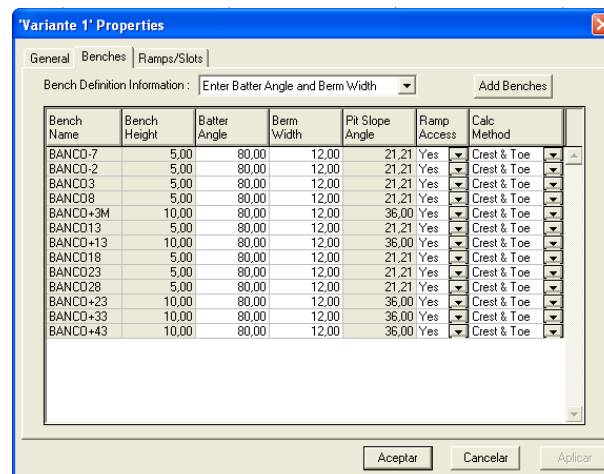 'Variante 1' Properties
General Benches Ramps/Slots
Bench Definition Information : Enter Batter Angle and Berm Width Add Benches
Bench Name Bench Height Batter Angle Berm Width Pit Slope Angle Ramp Access Calc Method
BANCO-7 5,00 80,00 12,00 21,21 Yes Crest & Toe
BANCO-2 5,00 80,00 12,00 21,21 Yes Crest & Toe
BANCO3 5,00 80,00 12,00 21,21 Yes Crest & Toe
BANCO8 5,00 80,00 12,00 21,21 Yes Crest & Toe
BANCO+3M 10,00 80,00 12,00 36,00 Yes Crest & Toe
BANCO13 5,00 80,00 12,00 21,21 Yes Crest & Toe
BANCO+13 10,00 80,00 12,00 36,00 Yes Crest & Toe
BANCO18 5,00 80,00 12,00 21,21 Yes Crest & Toe
BANCO23 5,00 80,00 12,00 21,21 Yes Crest & Toe
BANCO28 5,00 80,00 12,00 21,21 Yes Crest & Toe
BANCO+23 10,00 80,00 12,00 36,00 Yes Crest & Toe
BANCO+33 10,00 80,00 12,00 36,00 Yes Crest & Toe
BANCO+43 10,00 80,00 12,00 36,00 Yes Crest & Toe
Aceptar Cancelar Aplicar